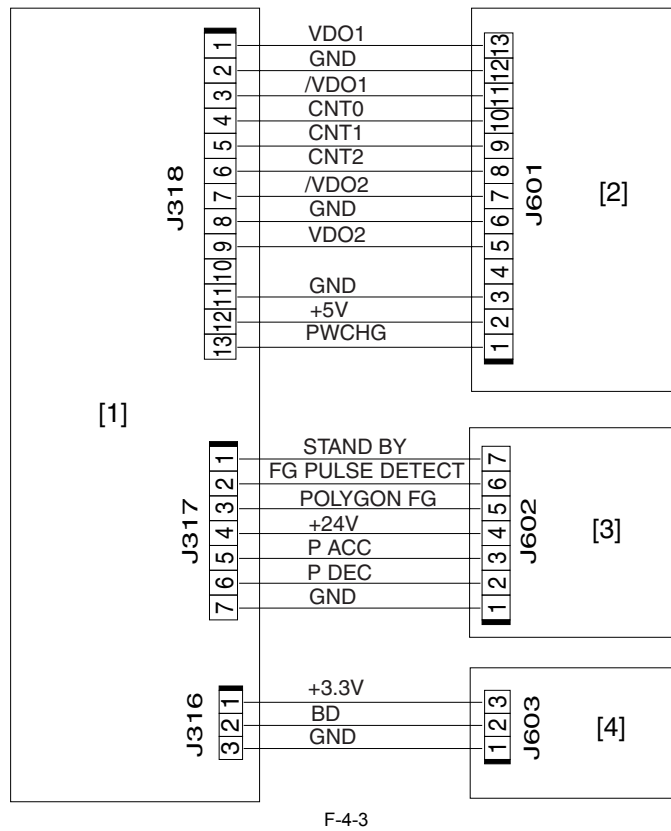 VDO1
1 13
GND
2 12
/VDO1
3 11
CNT0
4 10
CNT1
5 9
CNT2
6 8
J318 J601 [2]
/VDO2
7 7
GND
8 6
VDO2
9 5
10 4
GND
11 3
+5V
12 2
PWCHG
13 1
[1]
STAND BY
1 7
FG PULSE DETECT
2 6
POLYGON FG
3 5
J317 J602 [3]
+24V
4 4
P ACC
5 3
P DEC
6 2
GND
7 1
+3.3V
1 3
J316 J603 [4]
BD
2 2
GND
3 1
F-4-3